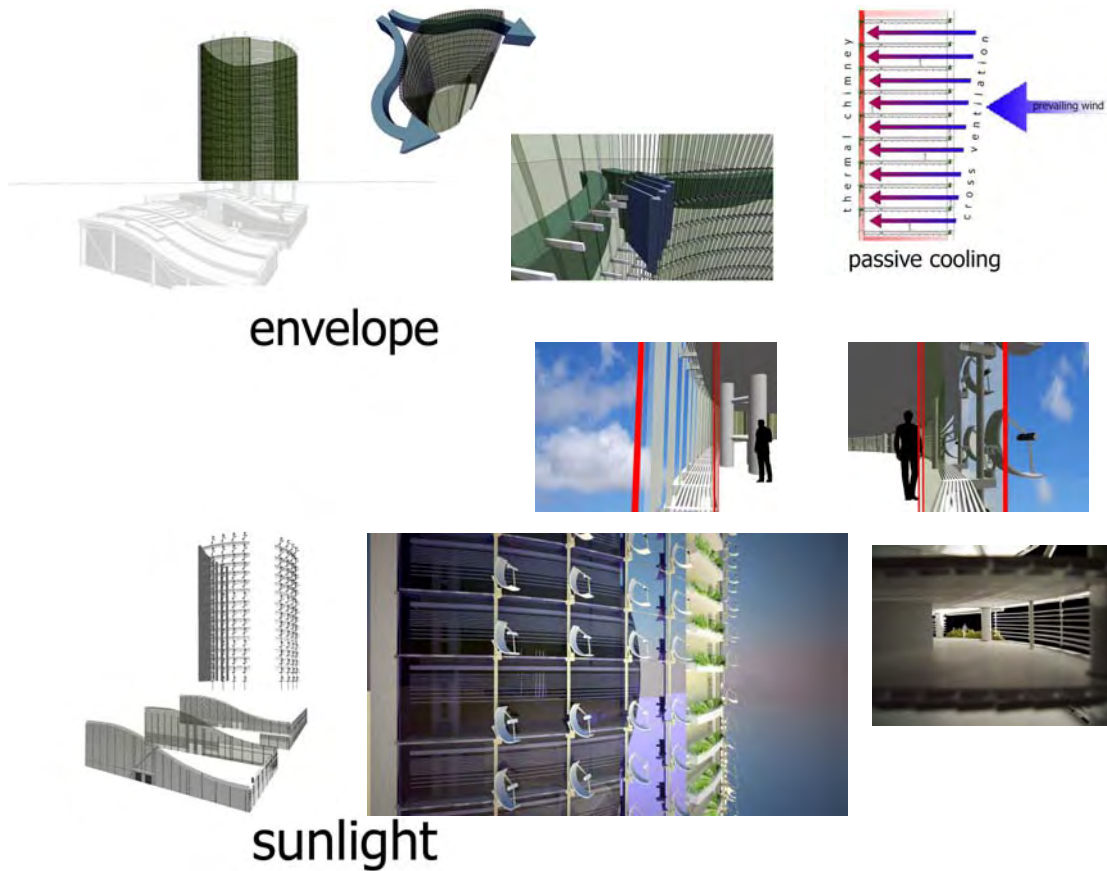 thermal chimney
cross ventilation
prevailing wind
passive cooling
envelope
sunlight